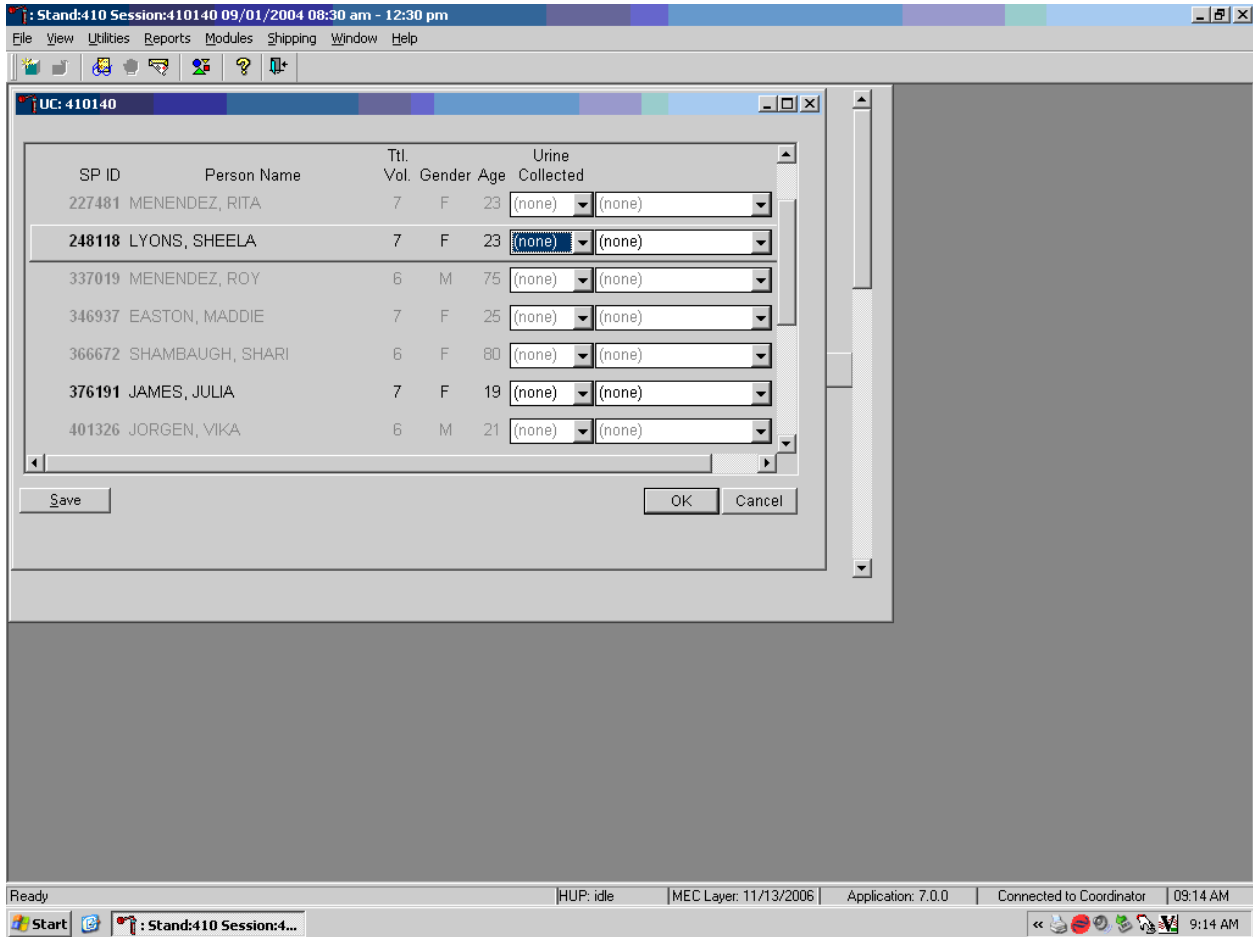 : Stand:410 Session:410140 09/01/2004 08:30 am - 12:30 pm
File View Utilities Reports Modules Shipping Window Help
UC: 410140
Ttl. Urine
SP ID Person Name Vol. Gender Age Collected
227481 MENENDEZ, RITA 7 F 23 (none) (none)
248118 LYONS, SHEELA 7 F 23 (none) (none)
337019 MENENDEZ, ROY 6 M 75 (none) (none)
346937 EASTON, MADDIE 7 F 25 (none) (none)
366672 SHAMBAUGH, SHARI 6 F 80 (none) (none)
376191 JAMES, JULIA 7 F 19 (none) (none)
401326 JORGEN, VIKA 6 M 21 (none) (none)
Save OK Cancel
Ready HUP: idle MEC Layer: 11/13/2006 Application: 7.0.0 Connected to Coordinator 09:14 AM
Start : Stand:410 Session:4... « 9:14 AM